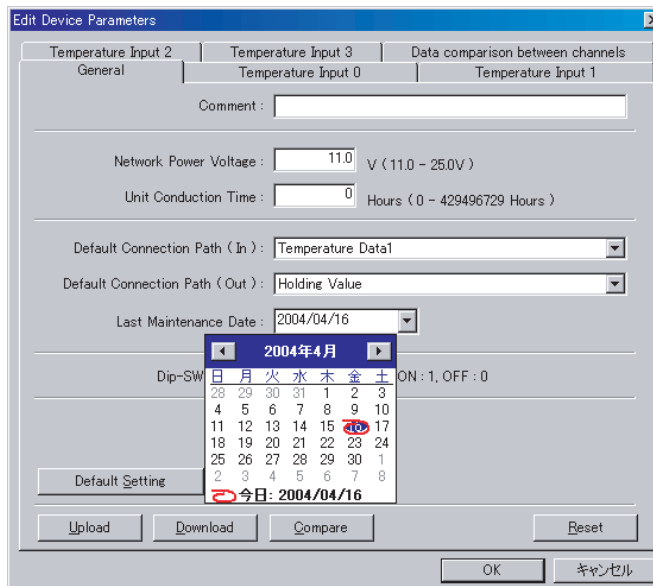 Edit Device Parameters
Temperature Input 2 Temperature Input 3 Data comparison between channels
General Temperature Input 0 Temperature Input 1
Comment :
Network Power Voltage : 11.0 V ( 11.0 - 25.0V )
Unit Conduction Time : 0 Hours ( 0 - 429496729 Hours )
Default Connection Path ( In ) : Temperature Data1
Default Connection Path ( Out ) : Holding Value
Last Maintenance Date : 2004/04/16
2004年4月
Dip-SW ON : 1, OFF : 0
日 月 火 水 木 金 土
28 29 30 31 1 2 3
4 5 6 7 8 9 10
11 12 13 14 15 16 17
18 19 20 21 22 23 24
25 26 27 28 29 30 1
2 3 4 5 6 7 8
今日: 2004/04/16
Default Setting
Upload Download Compare Reset
OK キャンセル